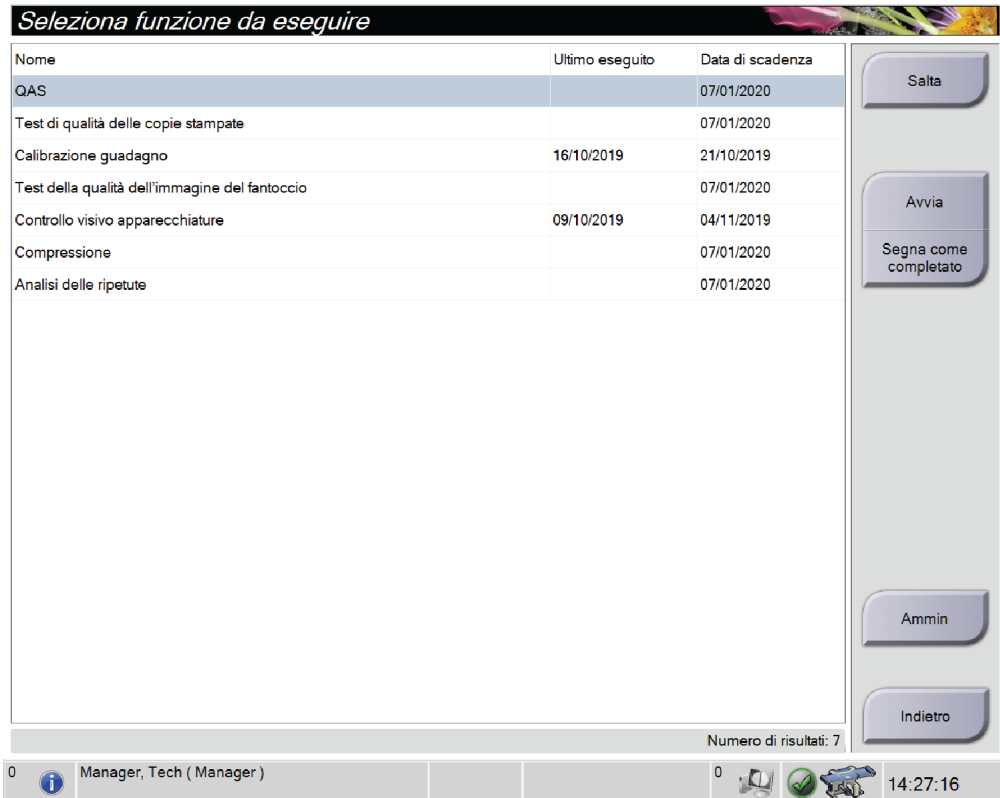 Seleziona funzione da eseguire
Nome Ultimo eseguito Data di scadenza
QAS 07/01/2020
Test di qualità delle copie stampate 07/01/2020
Calibrazione guadagno 16/10/2019 21/10/2019
Test della qualità dell'immagine del fantoccio 07/01/2020
Controllo visivo apparecchiature 09/10/2019 04/11/2019
Compressione 07/01/2020
Analisi delle ripetute 07/01/2020
Numero di risultati: 7
Salta
Avvia
Segna come
completato
Ammin
Indietro
0 Manager, Tech ( Manager ) 0 14:27:16